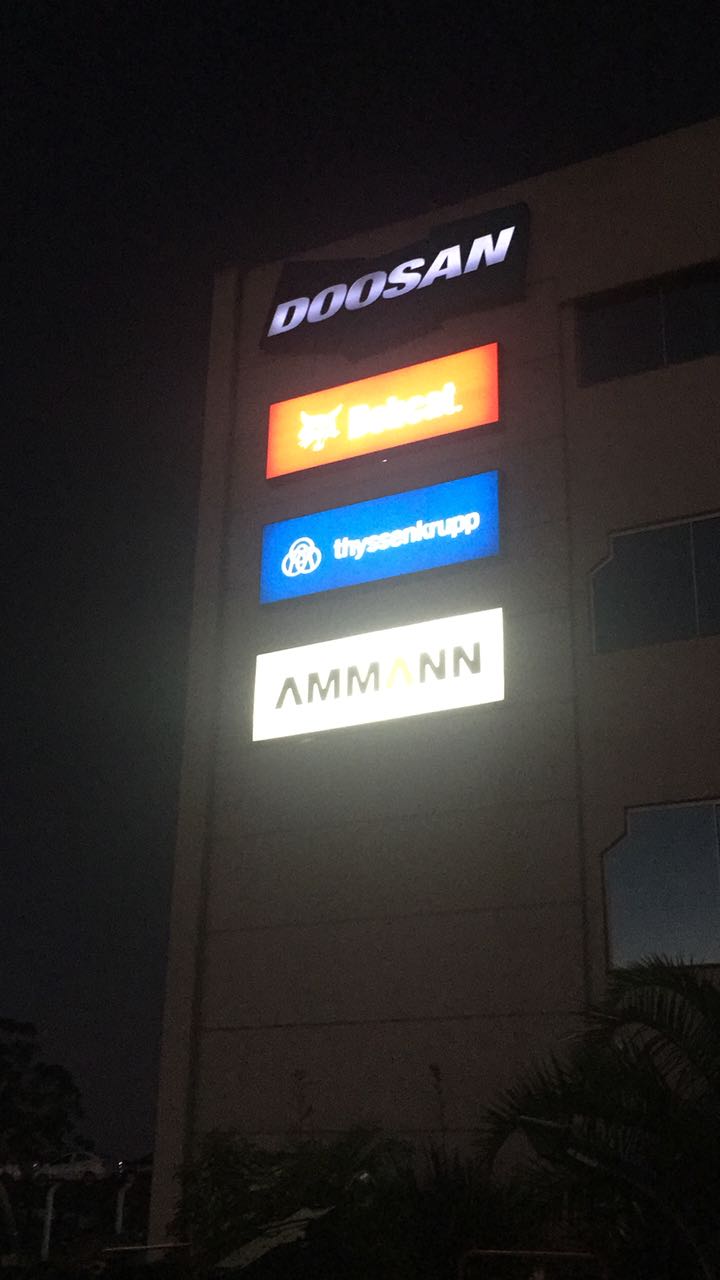 DOOSAN
Bobcat.
thyssenkrupp
AMMANN